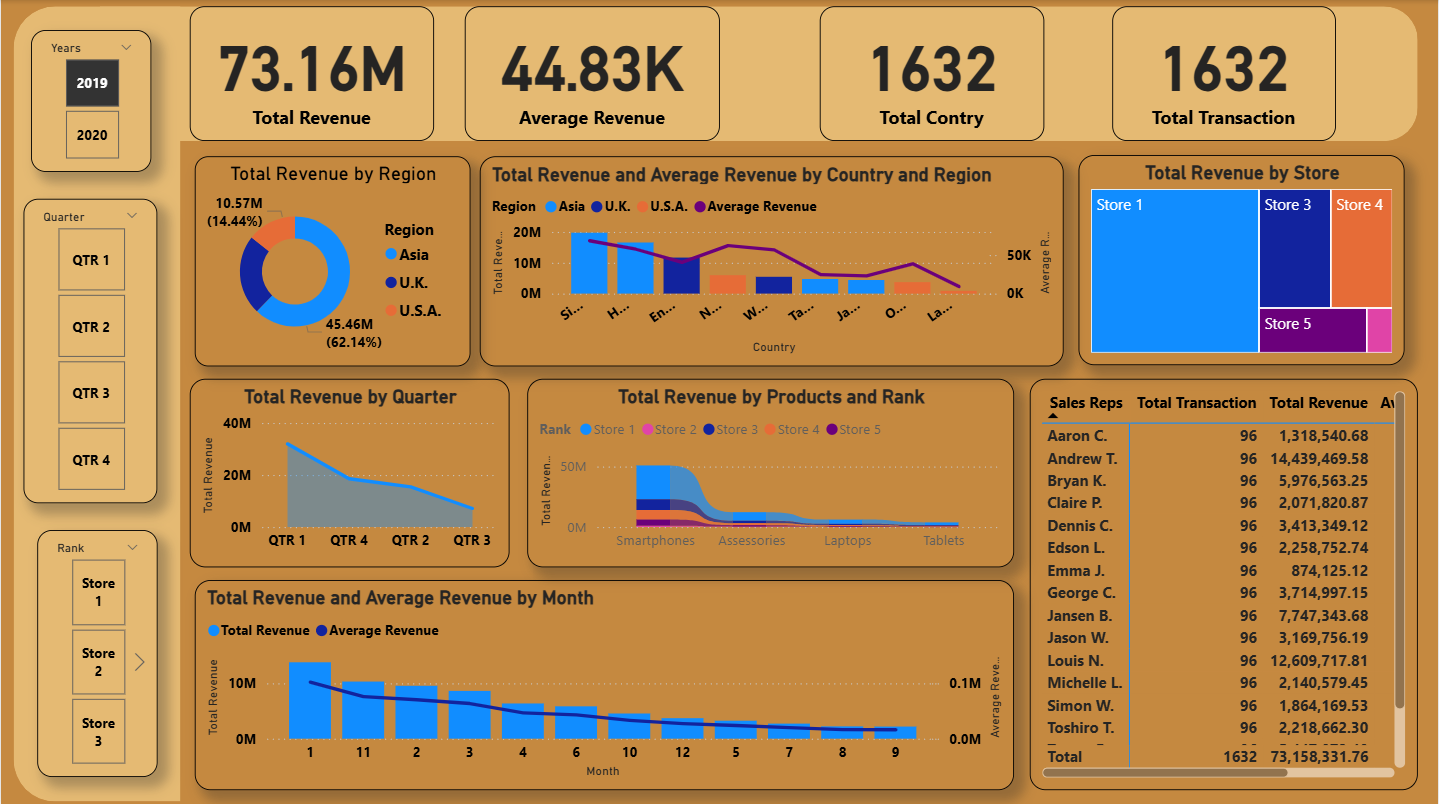 Years
2019
2020
73.16M
Total Revenue
44.83K
Average Revenue
1632
Total Contry
1632
Total Transaction
Quarter
QTR 1
QTR 2
QTR 3
QTR 4
Rank
Store
1
Store
2
Store
3
Total Revenue by Region
10.57M
(14.44%)
45.46M
(62.14%)
Region
Asia
U.K.
U.S.A.
Total Revenue and Average Revenue by Country and Region
Region Asia U.K. U.S.A. Average Revenue
Total Reve...
20M
10M
0M
50K
0K
Average R...
Si... H... En... N... W... Ta... Ja... O... La...
Country
Total Revenue by Store
Store 1
Store 3
Store 4
Store 5
Total Revenue by Quarter
Total Revenue
40M
20M
0M
QTR 1 QTR 4 QTR 2 QTR 3
Total Revenue by Products and Rank
Rank Store 1 Store 2 Store 3 Store 4 Store 5
Total Reven...
50M
0M
Smartphones Assessories Laptops Tablets
Total Revenue and Average Revenue by Month
Total Revenue Average Revenue
Total Revenue
10M
0M
0.1M
0.0M
Average Reve...
1 11 2 3 4 6 10 12 5 7 8 9
Month
Sales Reps Total Transaction Total Revenue Av
Aaron C. 96 1,318,540.68
Andrew T. 96 14,439,469.58
Bryan K. 96 5,976,563.25
Claire P. 96 2,071,820.87
Dennis C. 96 3,413,349.12
Edson L. 96 2,258,752.74
Emma J. 96 874,125.12
George C. 96 3,714,997.15
Jansen B. 96 7,747,343.68
Jason W. 96 3,169,756.19
Louis N. 96 12,609,717.81
Michelle L. 96 2,140,579.45
Simon W. 96 1,864,169.53
Toshiro T. 96 2,218,662.30
Total 1632 73,158,331.76